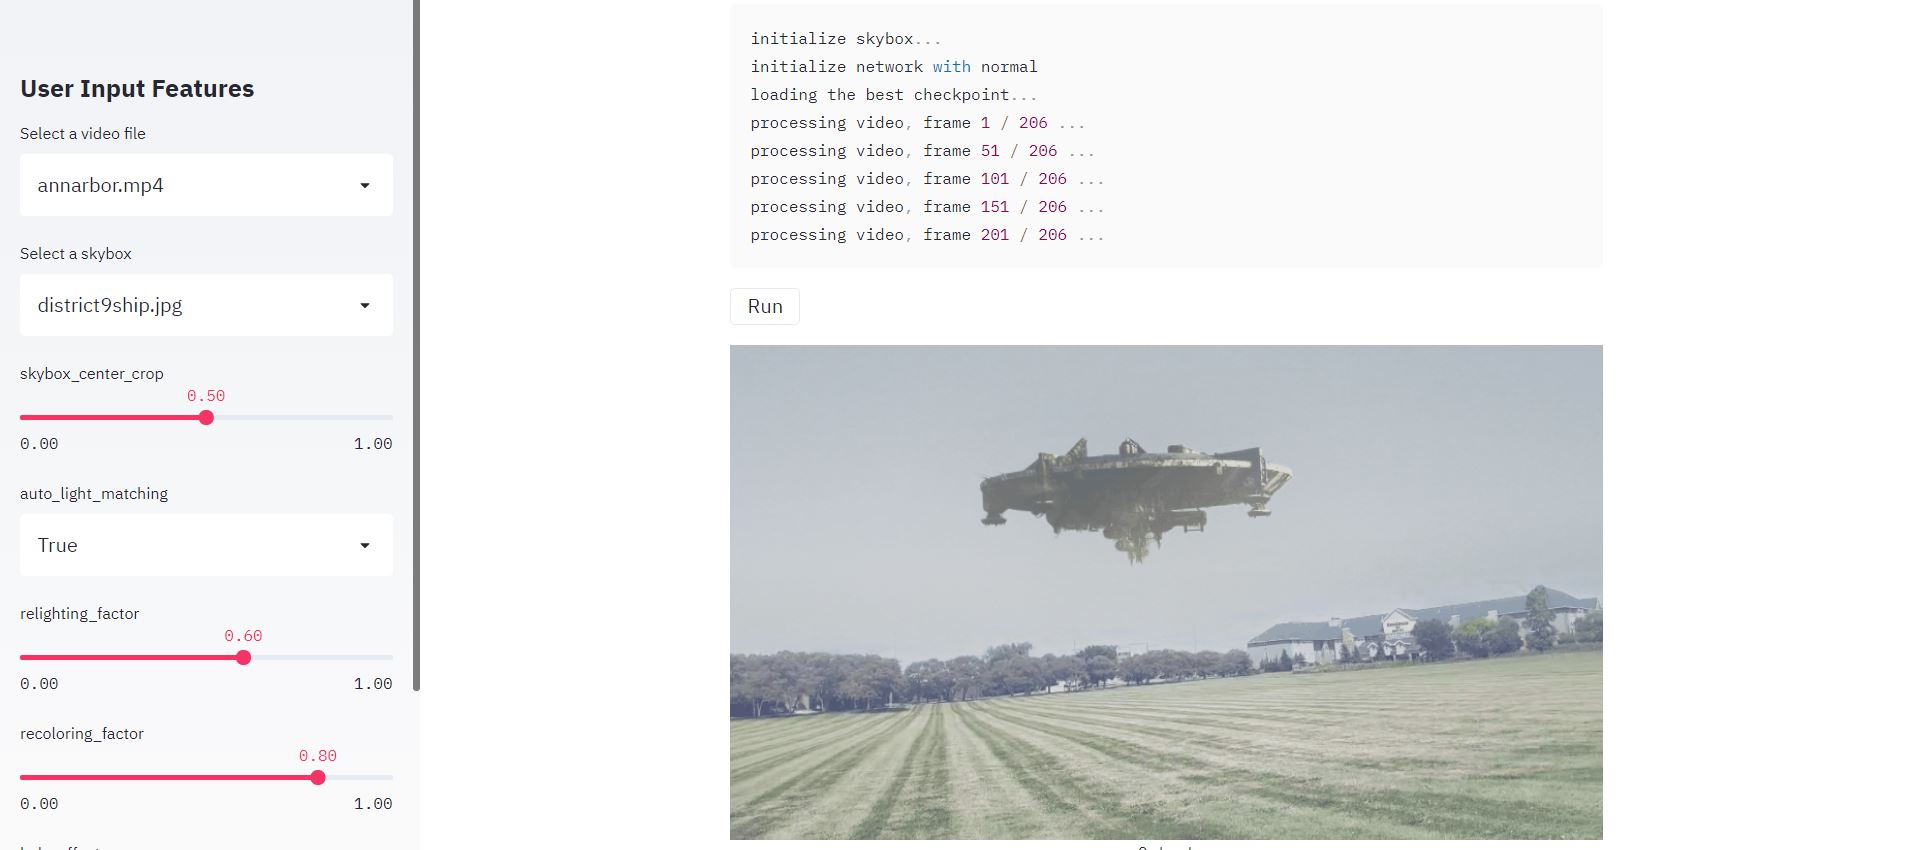 User Input Features
Select a video file
annarbor.mp4
Select a skybox
district9ship.jpg
skybox_center_crop
0.50
0.00 1.00
auto_light_matching
True
relighting_factor
0.60
0.00 1.00
recoloring_factor
0.80
0.00 1.00
initialize skybox...
initialize network with normal
loading the best checkpoint...
processing video, frame 1 / 206 ...
processing video, frame 51 / 206 ...
processing video, frame 101 / 206 ...
processing video, frame 151 / 206 ...
processing video, frame 201 / 206 ...
Run